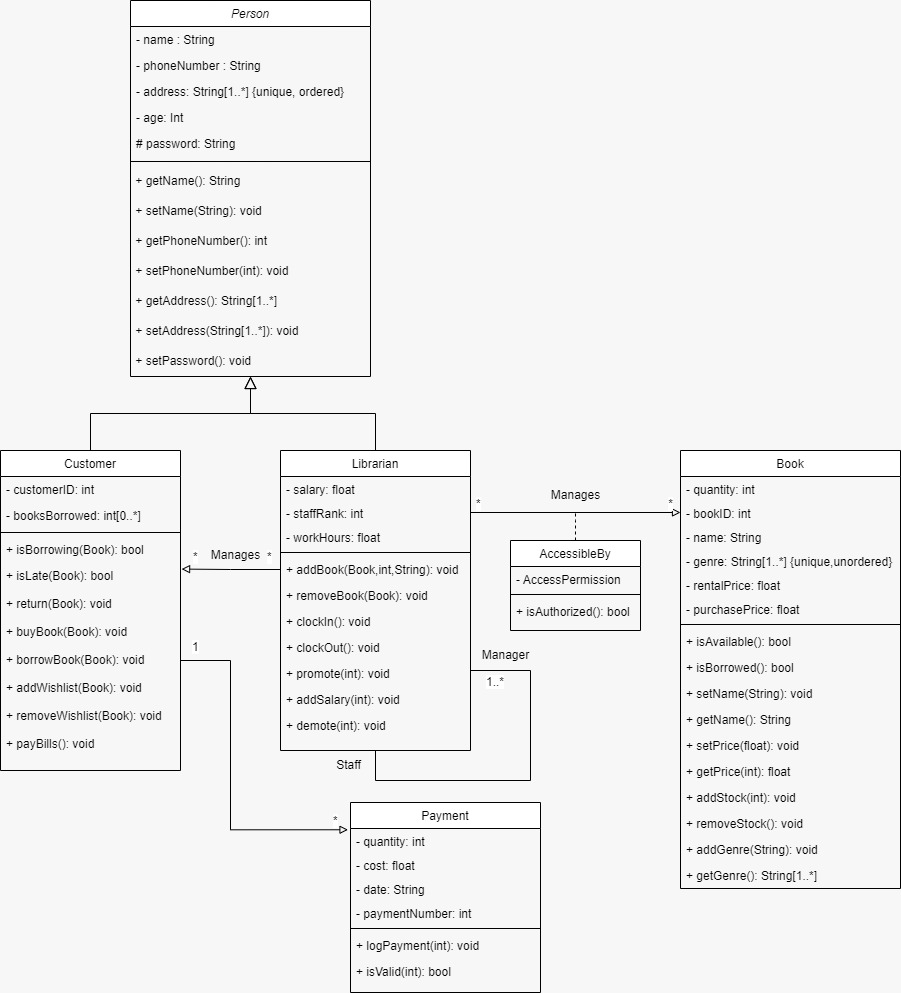 Person
- name : String
- phoneNumber : String
- address: String[1..*] {unique, ordered}
- age: Int
# password: String
+ getName(): String
+ setName(String): void
+ getPhoneNumber(): int
+ setPhoneNumber(int): void
+ getAddress(): String[1..*]
+ setAddress(String[1..*]): void
+ setPassword(): void
Customer
- customerID: int
- booksBorrowed: int[0..*]
+ isBorrowing(Book): bool
+ isLate(Book): bool
+ return(Book): void
+ buyBook(Book): void
+ borrowBook(Book): void
+ addWishlist(Book): void
+ removeWishlist(Book): void
+ payBills(): void
* Manages *
Librarian
- salary: float
- staffRank: int
- workHours: float
+ addBook(Book,int,String): void
+ removeBook(Book): void
+ clockIn(): void
+ clockOut(): void
+ promote(int): void
+ addSalary(int): void
+ demote(int): void
Manages
* *
AccessibleBy
- AccessPermission
+ isAuthorized(): bool
Manager
1..*
Staff
Book
- quantity: int
- bookID: int
- name: String
- genre: String[1..*] {unique,unordered}
- rentalPrice: float
- purchasePrice: float
+ isAvailable(): bool
+ isBorrowed(): bool
+ setName(String): void
+ getName(): String
+ setPrice(float): void
+ getPrice(int): float
+ addStock(int): void
+ removeStock(): void
+ addGenre(String): void
+ getGenre(): String[1..*]
1
*
Payment
- quantity: int
- cost: float
- date: String
- paymentNumber: int
+ logPayment(int): void
+ isValid(int): bool